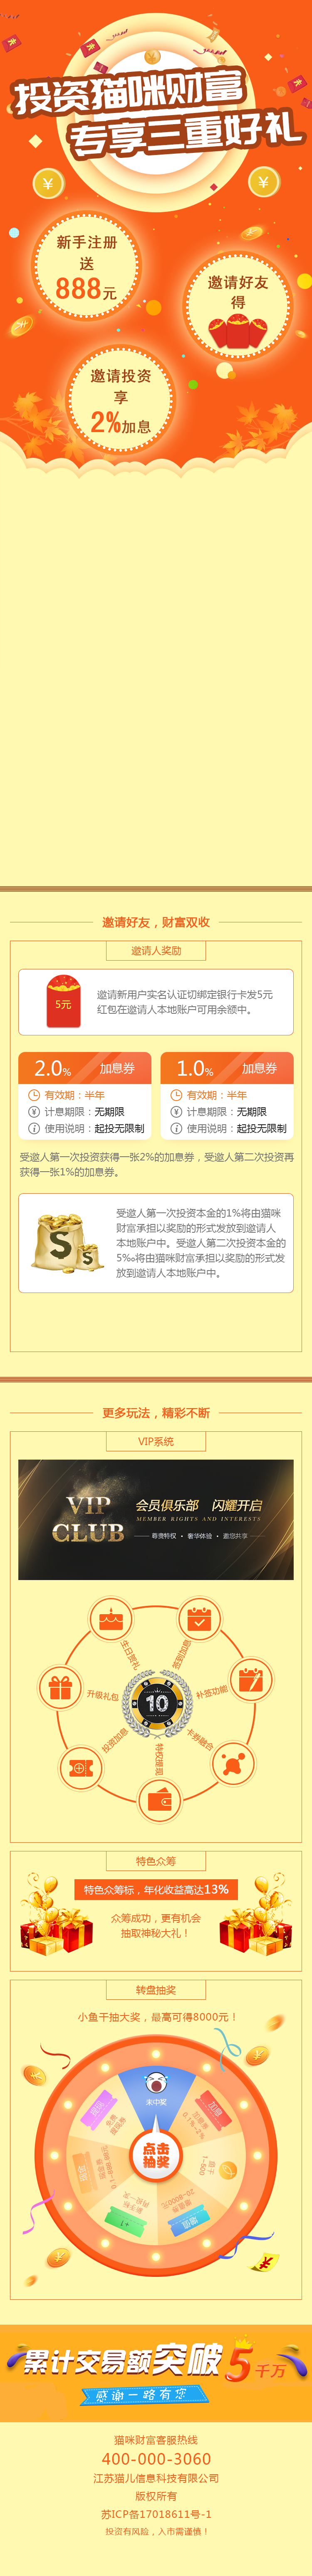 投资猫咪财富
专享三重好礼
新手注册
送
888元
邀请好友
得
邀请投资
享
2%加息
邀请好友，财富双收
邀请人奖励
5元
邀请新用户实名认证切绑定银行卡发5元
红包在邀请人本地账户可用余额中。
2.0% 加息券
有效期：半年
计息期限：无期限
使用说明：起投无限制
1.0% 加息券
有效期：半年
计息期限：无期限
使用说明：起投无限制
受邀人第一次投资获得一张2%的加息券，受邀人第二次投资再
获得一张1%的加息券。
受邀人第一次投资本金的1%将由猫咪
财富承担以奖励的形式发放到邀请人
本地账户中。受邀人第二次投资本金的
5‰将由猫咪财富承担以奖励的形式发
放到邀请人本地账户中。
更多玩法，精彩不断
VIP系统
VIP
CLUB
会员俱乐部 闪耀开启
MEMBER RIGHTS AND INTERESTS
尊贵特权 • 奢华体验 • 邀您共享
生日贺礼
签到加息
升级礼包
10
补签功能
投资加息
特权提现
卡券融合
特色众筹
特色众筹标，年化收益高达13%
众筹成功，更有机会
抽取神秘大礼！
转盘抽奖
小鱼干抽大奖，最高可得8000元！
未中奖
提现
加息
点击
抽奖
+1
累计交易额突破5千万
感谢一路有您
猫咪财富客服热线
400-000-3060
江苏猫儿信息科技有限公司
版权所有
苏ICP备17018611号-1
投资有风险，入市需谨慎！